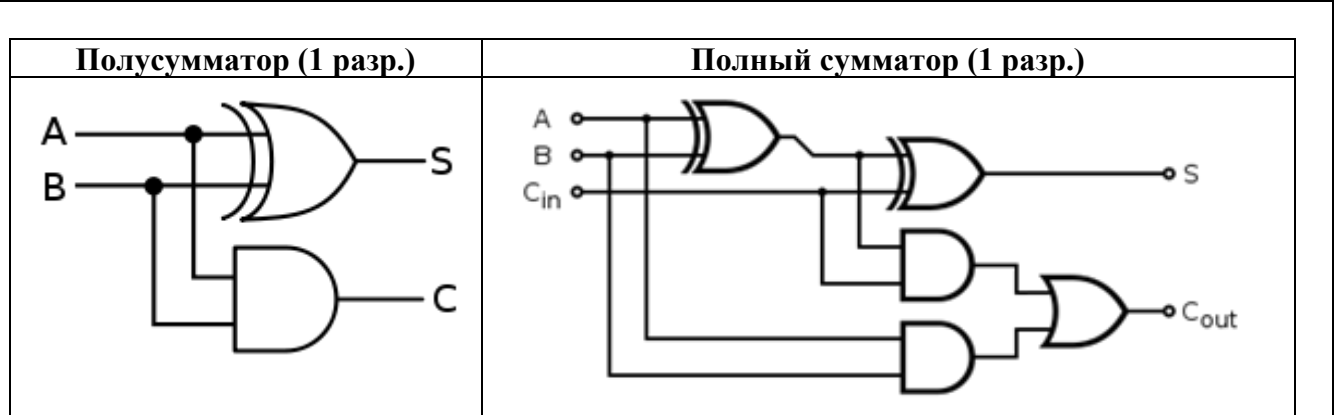 Полусумматор (1 разр.)
Полный сумматор (1 разр.)
A
B
S
C
A
B
Cin
S
Cout